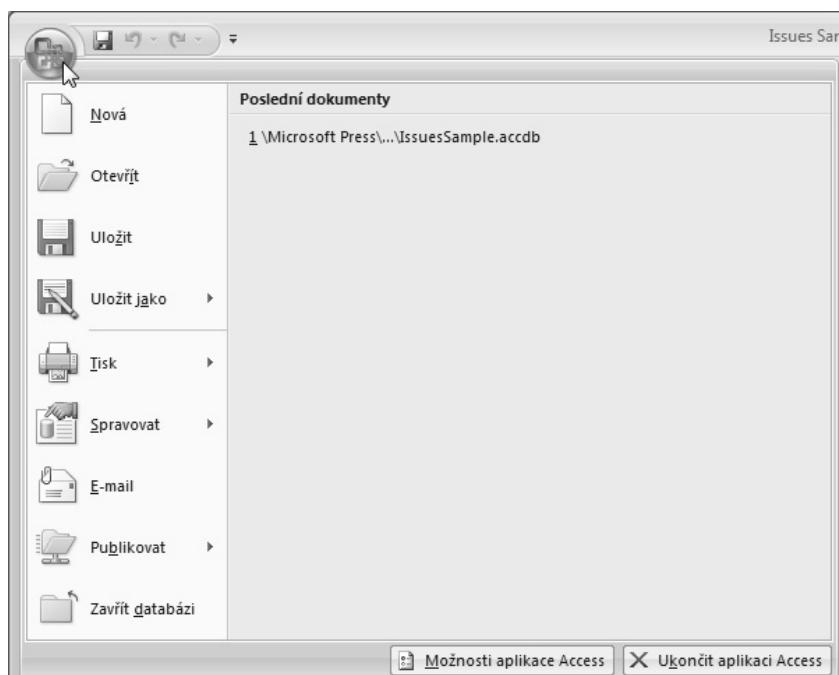 Issues Sar
Poslední dokumenty
1 \Microsoft Press\...\IssuesSample.accdb
Nová
Otevřít
Uložit
Uložit jako
Tisk
Spravovat
E-mail
Publikovat
Zavřít databázi
Možnosti aplikace Access
Ukončit aplikaci Access